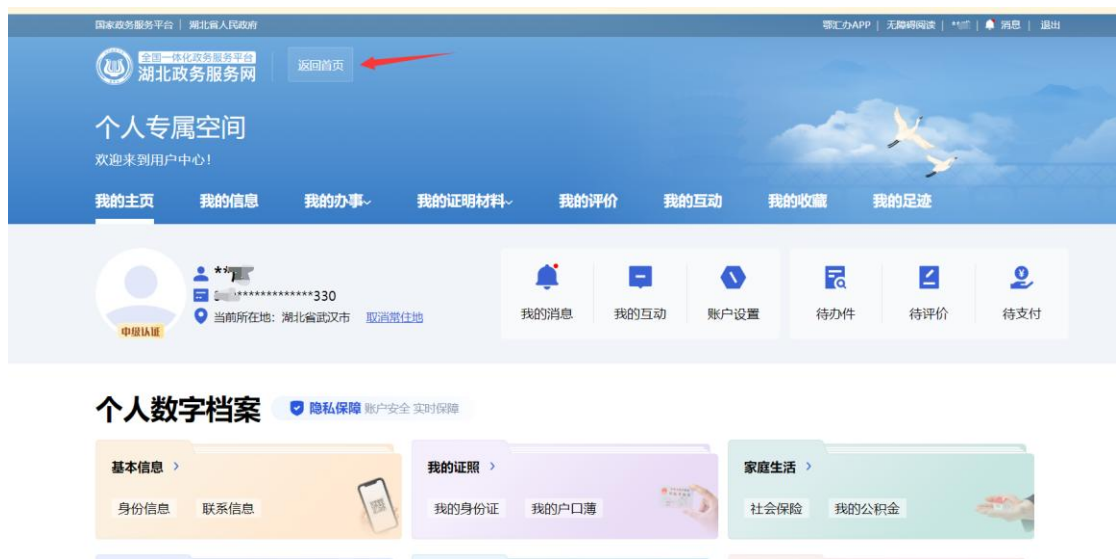 国家政务服务平台 | 湖北省人民政府
鄂汇办APP | 无障碍阅读 | ** | 消息 | 退出
全国一体化政务服务平台
湖北政务服务网
返回首页
个人专属空间
欢迎来到用户中心!
我的主页 我的信息 我的办事 我的证明材料 我的评价 我的互动 我的收藏 我的足迹
**
************330
当前所在地: 湖北省武汉市 取消常住地
中级认证
我的消息 我的互动 账户设置 待办件 待评价 待支付
个人数字档案 隐私保障 账户安全 实时保障
基本信息 > 我的证照 > 家庭生活 >
身份信息 联系信息 我的身份证 我的户口薄 社会保险 我的公积金